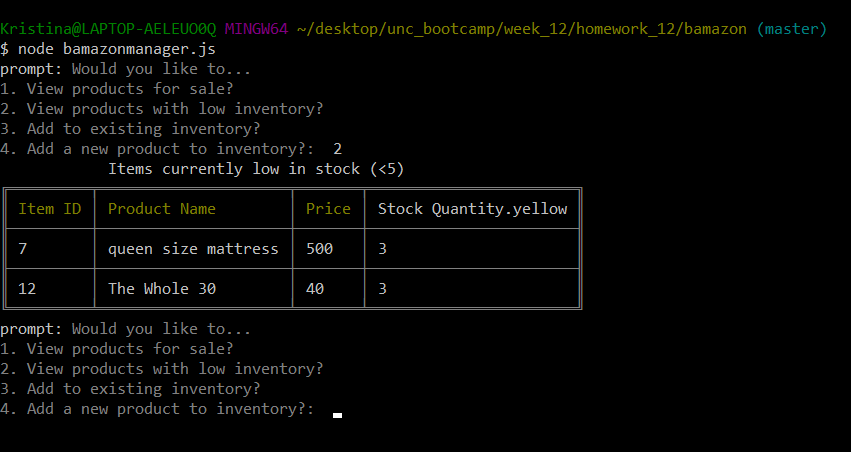 Kristina@LAPTOP-AELEUO0Q MINGW64 ~/desktop/unc_bootcamp/week_12/homework_12/bamazon (master)
$ node bamazonmanager.js
prompt: Would you like to...
1. View products for sale?
2. View products with low inventory?
3. Add to existing inventory?
4. Add a new product to inventory?:  2
Items currently low in stock (<5)
Item ID Product Name Price Stock Quantity.yellow
7 queen size mattress 500 3
12 The Whole 30 40 3
prompt: Would you like to...
1. View products for sale?
2. View products with low inventory?
3. Add to existing inventory?
4. Add a new product to inventory?: